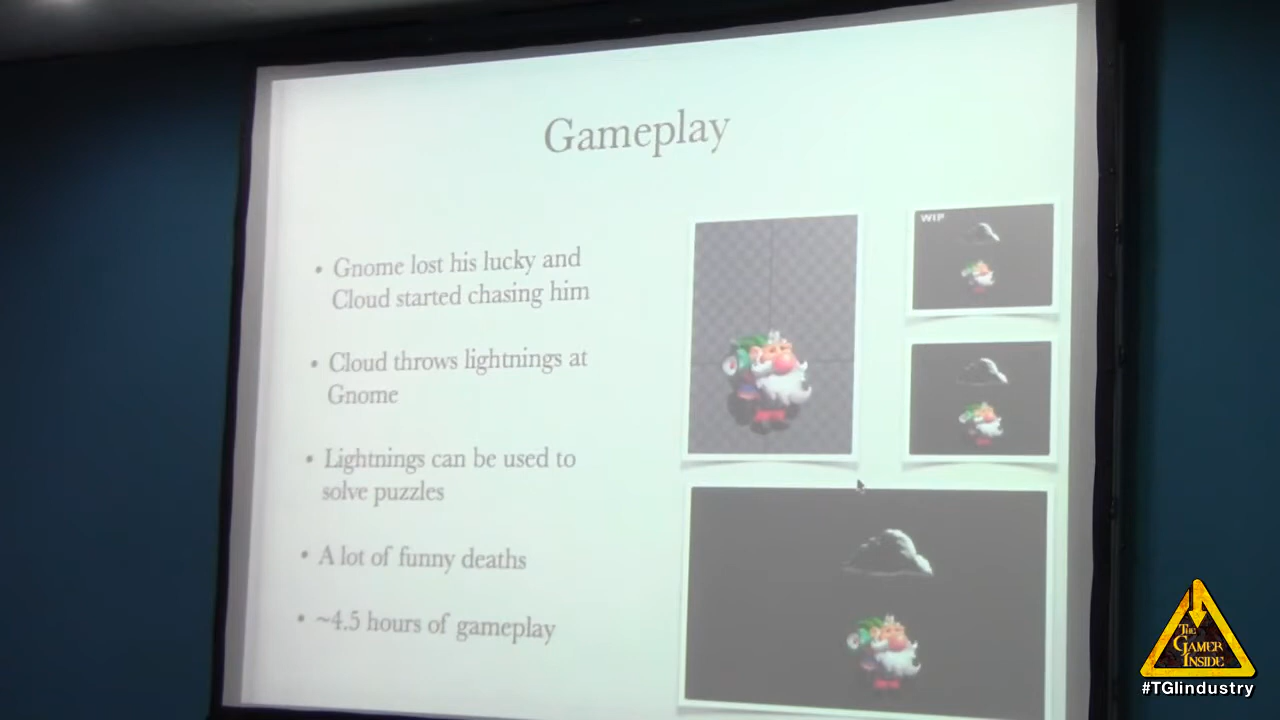 Gameplay
• Gnome lost his lucky and
Cloud started chasing him
• Cloud throws lightnings at
Gnome
• Lightnings can be used to
solve puzzles
• A lot of funny deaths
• ~4.5 hours of gameplay
WIP
THE
GAMER
INSIDE
#TGIindustry